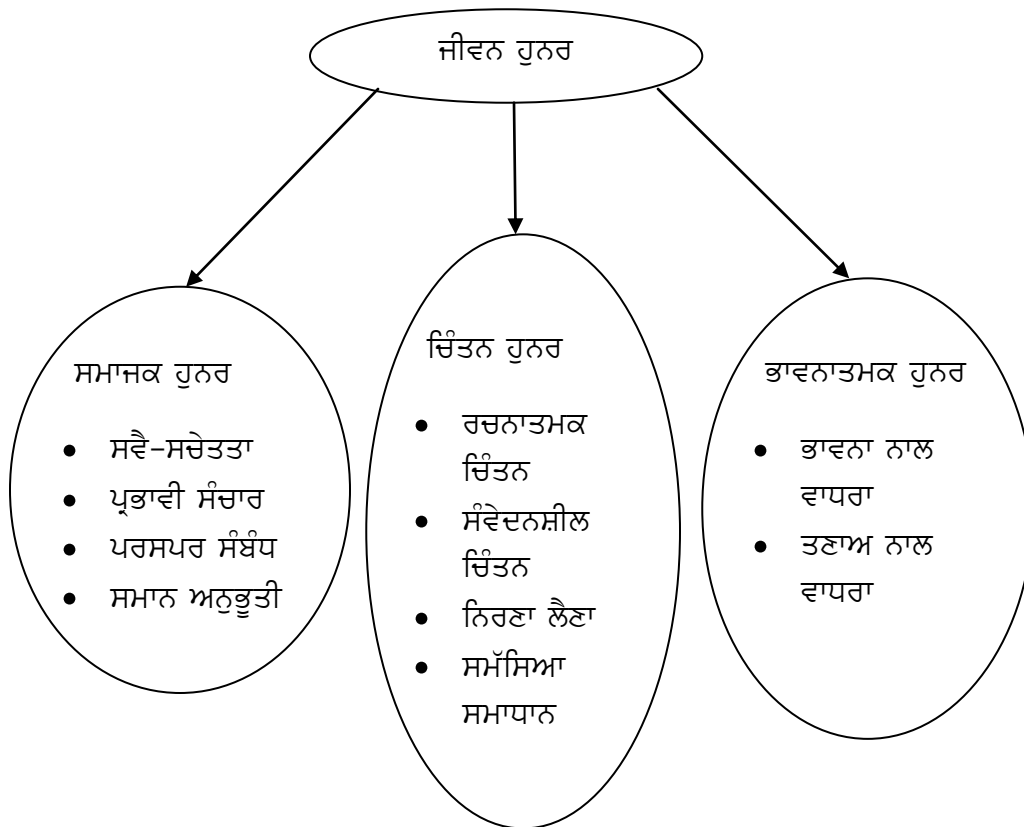 ਜੀਵਨ ਹੁਨਰ
ਸਮਾਜਕ ਹੁਨਰ
• ਸਵੈ-ਸਚੇਤਤਾ
• ਪ੍ਰਭਾਵੀ ਸੰਚਾਰ
• ਪਰਸਪਰ ਸੰਬੰਧ
• ਸਮਾਨ ਅਨੁਭੂਤੀ
ਚਿੰਤਨ ਹੁਨਰ
• ਰਚਨਾਤਮਕ
ਚਿੰਤਨ
• ਸੰਵੇਦਨਸ਼ੀਲ
ਚਿੰਤਨ
• ਨਿਰਣਾ ਲੈਣਾ
• ਸਮੱਸਿਆ
ਸਮਾਧਾਨ
ਭਾਵਨਾਤਮਕ ਹੁਨਰ
• ਭਾਵਨਾ ਨਾਲ
ਵਾਧਰਾ
• ਤਣਾਅ ਨਾਲ
ਵਾਧਰਾ